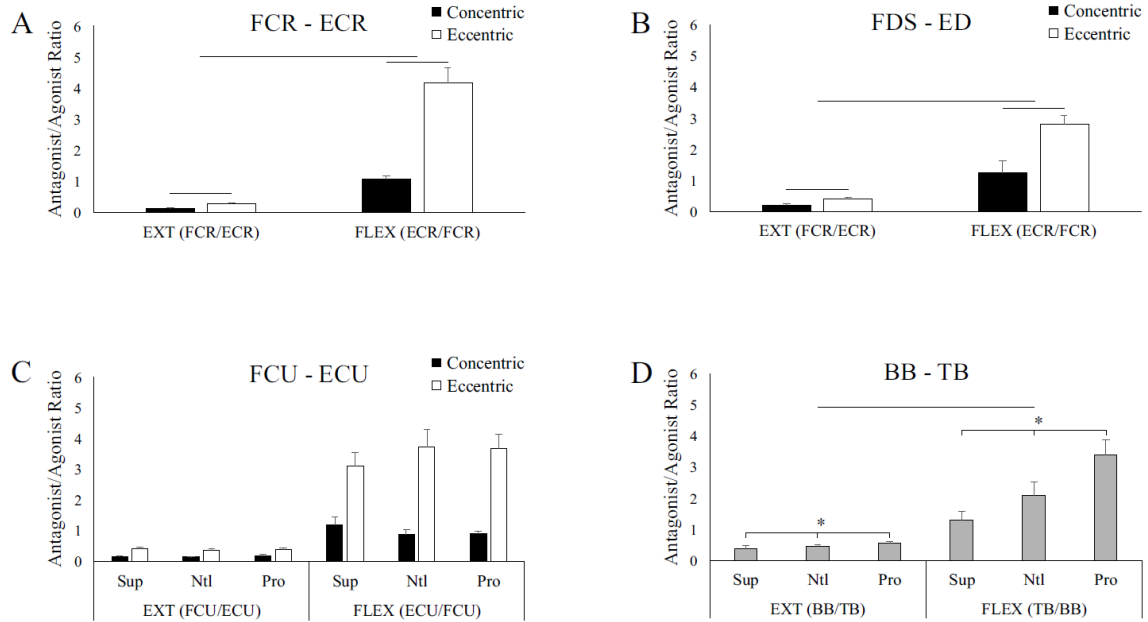 A
FCR - ECR
Concentric
Eccentric
Antagonist/Agonist Ratio
6
5
4
3
2
1
0
EXT (FCR/ECR)
FLEX (ECR/FCR)
B
FDS - ED
Concentric
Eccentric
Antagonist/Agonist Ratio
6
5
4
3
2
1
0
EXT (FCR/ECR)
FLEX (ECR/FCR)
C
FCU - ECU
Concentric
Eccentric
Antagonist/Agonist Ratio
6
5
4
3
2
1
0
Sup Ntl Pro Sup Ntl Pro
EXT (FCU/ECU) FLEX (ECU/FCU)
D
BB - TB
Antagonist/Agonist Ratio
6
5
4
3
2
1
0
*
*
Sup Ntl Pro Sup Ntl Pro
EXT (BB/TB) FLEX (TB/BB)